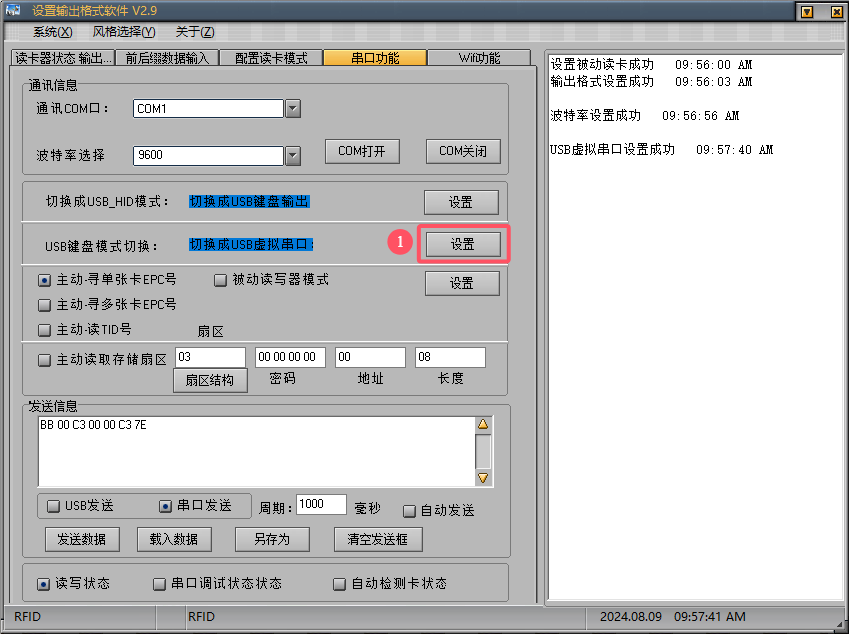 设置输出格式软件 V2.9
系统(X) 风格选择(Y) 关于(Z)
读卡器状态 输出... 前后缀数据输入 配置读卡模式 串口功能 Wifi功能
通讯信息
通讯COM口： COM1
波特率选择 9600 COM打开 COM关闭
切换成USB_HID模式： 切换成USB键盘输出 设置
USB键盘模式切换： 切换成USB虚拟串口： 1 设置
主动-寻单张卡EPC号 被动读写器模式 设置
主动-寻多张卡EPC号
主动-读TID号 扇区
主动读取存储扇区 03 00 00 00 00 00 08
扇区结构 密码 地址 长度
发送信息
BB 00 C3 00 00 C3 7E
USB发送 串口发送 周期： 1000 毫秒 自动发送
发送数据 载入数据 另存为 清空发送框
读写状态 串口调试状态状态 自动检测卡状态
RFID RFID 2024.08.09 09:57:41 AM
设置被动读卡成功 09:56:00 AM
输出格式设置成功 09:56:03 AM
波特率设置成功 09:56:56 AM
USB虚拟串口设置成功 09:57:40 AM